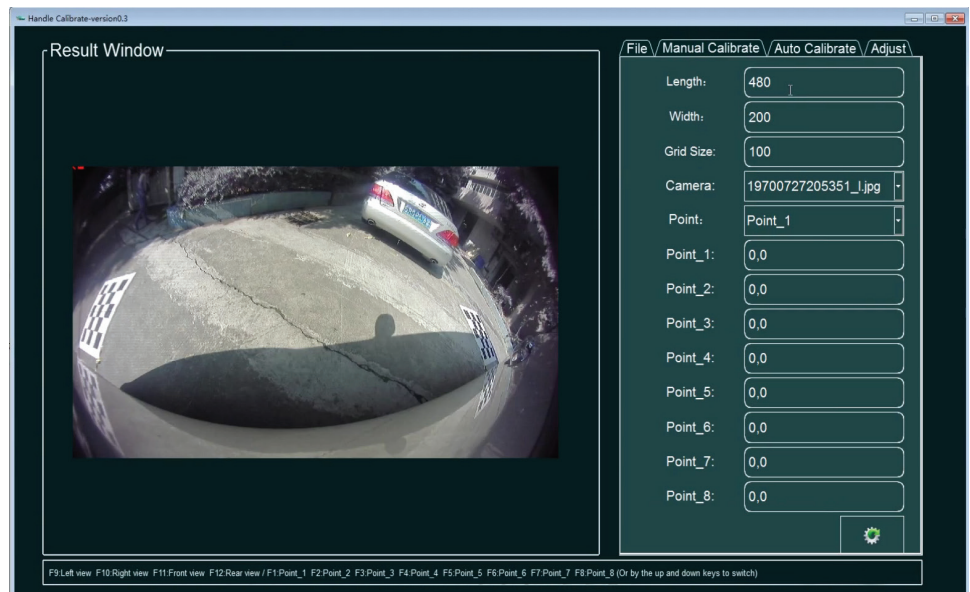 Handle Calibrate-version0.3
Result Window
File Manual Calibrate Auto Calibrate Adjust
Length: 480
Width: 200
Grid Size: 100
Camera: 19700727205351_l.jpg
Point: Point_1
Point_1: 0,0
Point_2: 0,0
Point_3: 0,0
Point_4: 0,0
Point_5: 0,0
Point_6: 0,0
Point_7: 0,0
Point_8: 0,0
F9:Left view F10:Right view F11:Front view F12:Rear view / F1:Point_1 F2:Point_2 F3:Point_3 F4:Point_4 F5:Point_5 F6:Point_6 F7:Point_7 F8:Point_8 (Or by the up and down keys to switch)